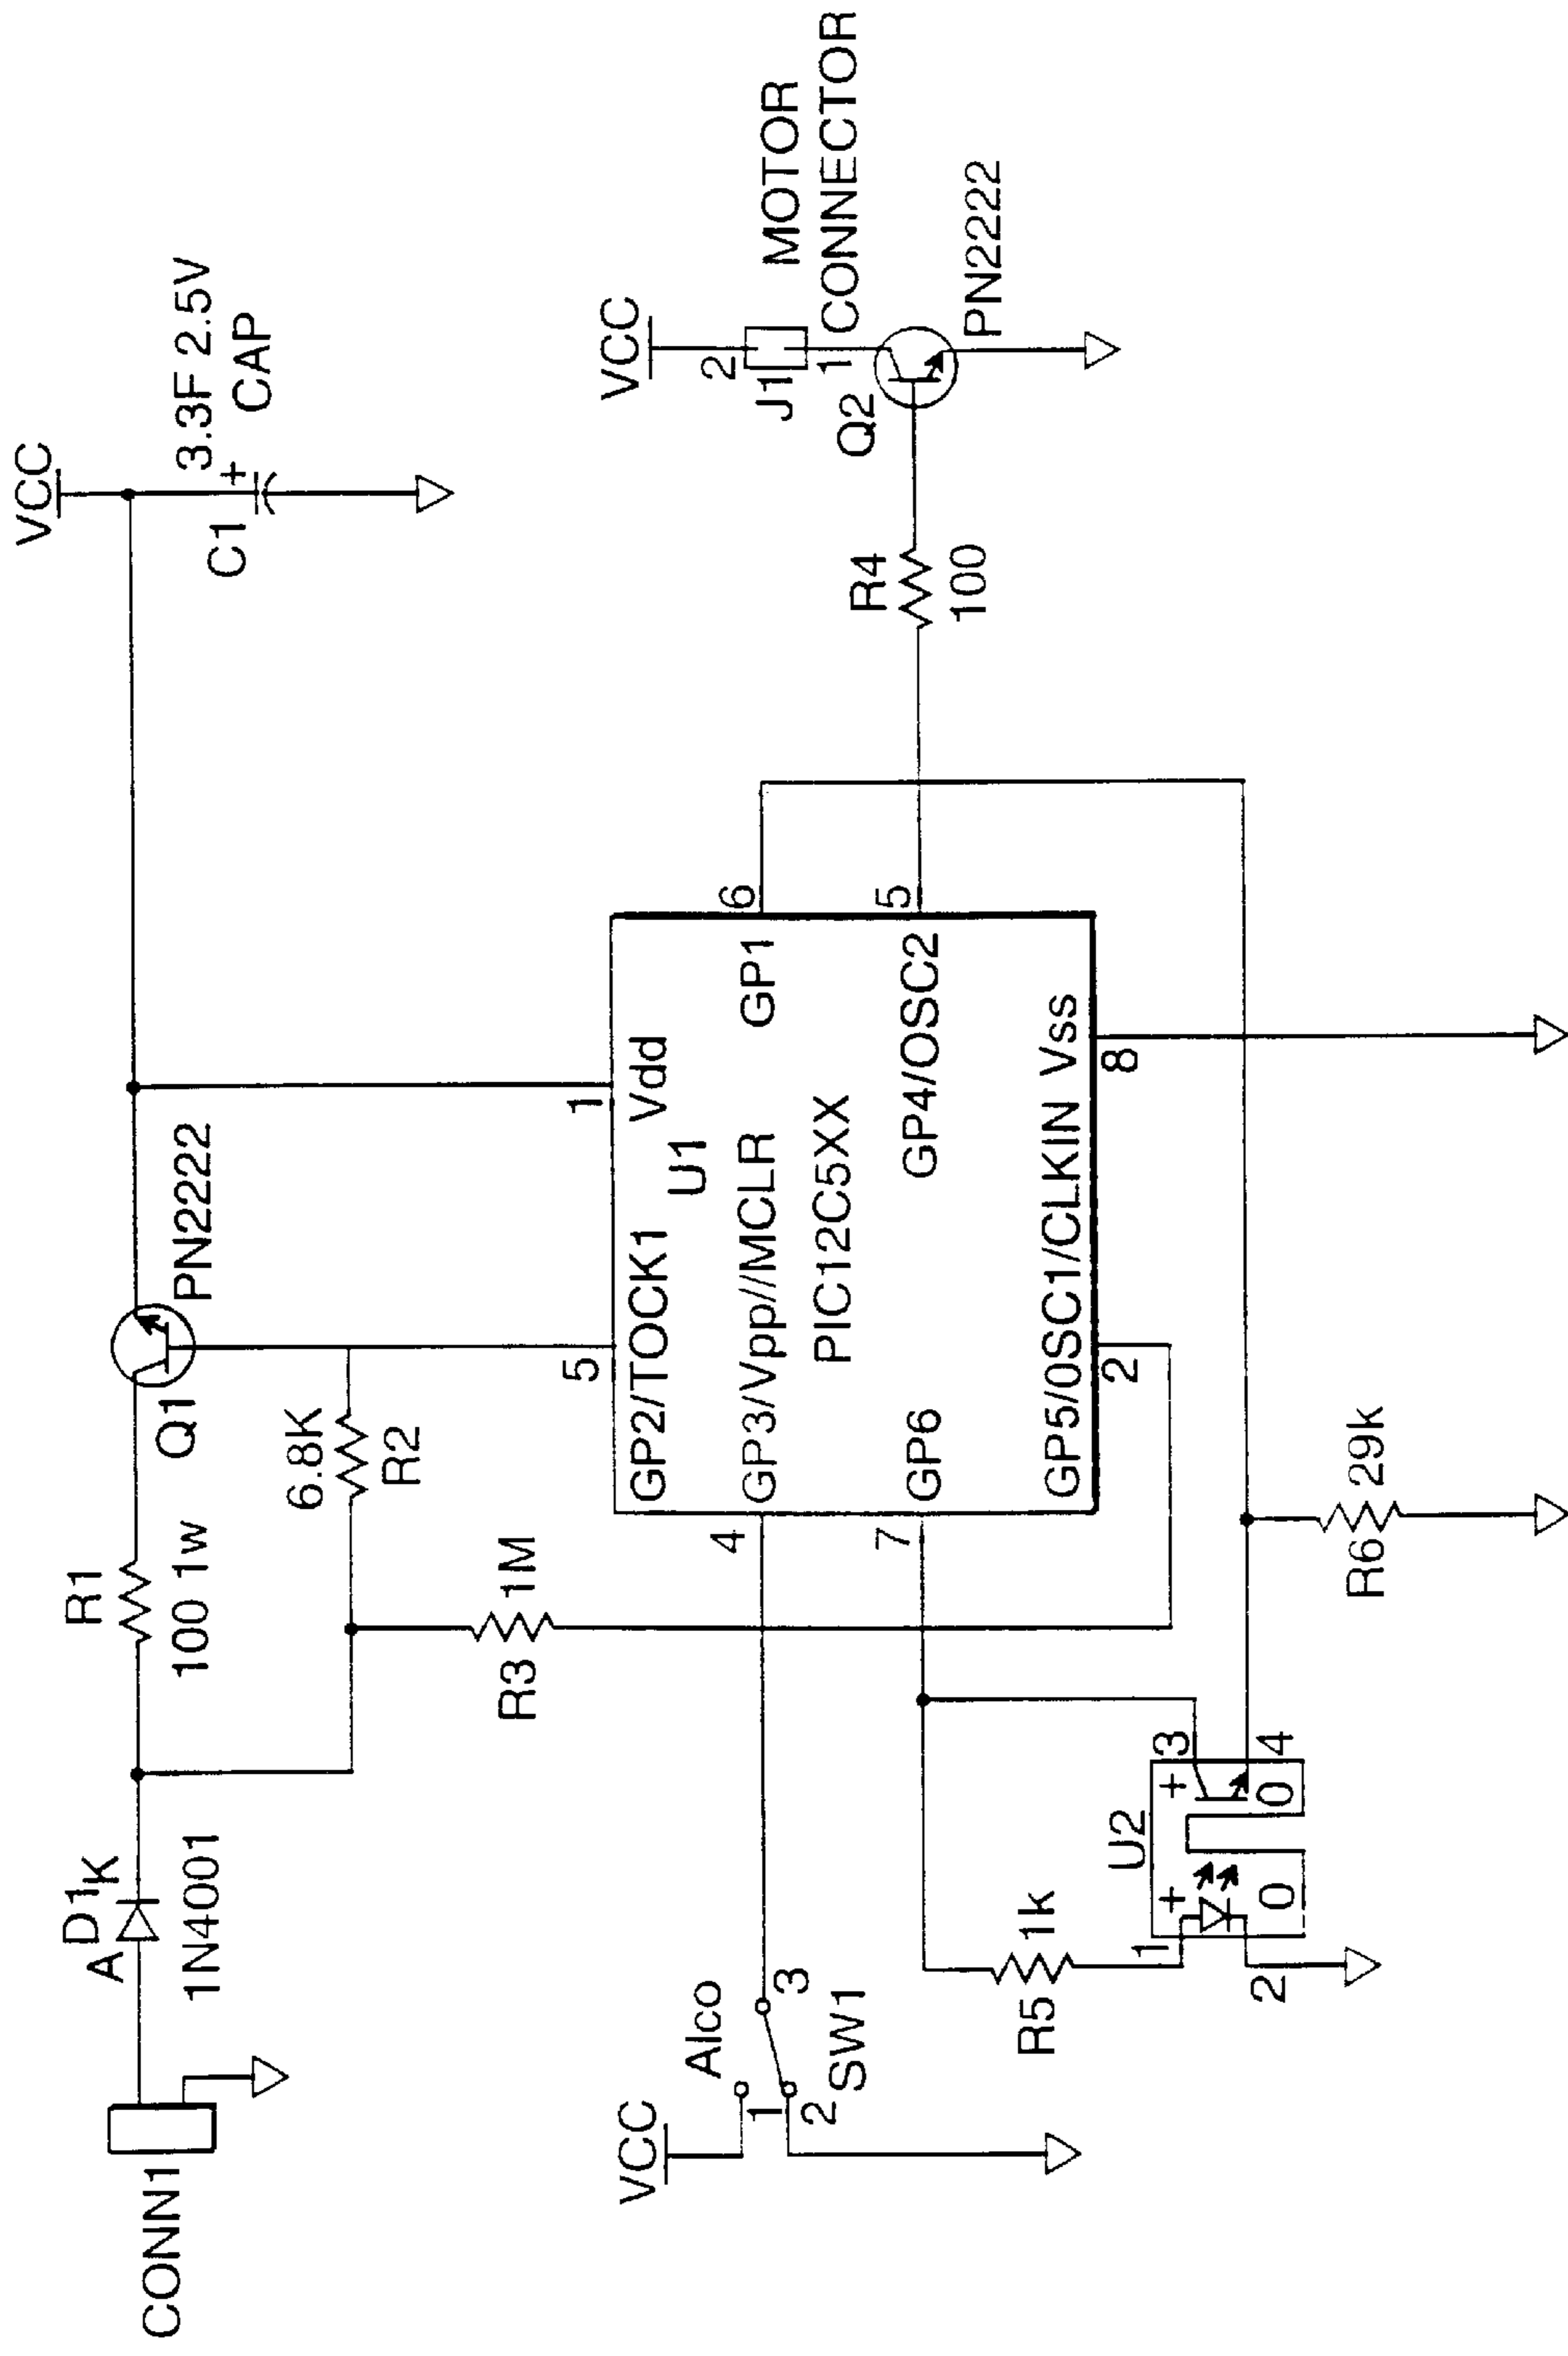 VCC
3.3F 2.5V
C1
+
CAP
CONN1
A
D1
K
1N4001
R1
100 1w
Q1
PN2222
6.8K
R2
R3
1M
VCC
Alco
1
2
3
SW1
5
1
GP2/TOCK1
Vdd
U1
4
GP3/Vpp//MCLR
GP1
6
PIC12C5XX
7
GP6
GP4/OSC2
5
GP5/0SC1/CLKIN
Vss
2
8
R4
100
VCC
2
J1
1
MOTOR
CONNECTOR
Q2
PN2222
R5
1k
U2
1
+
+
3
2
0
0
4
R6
29k